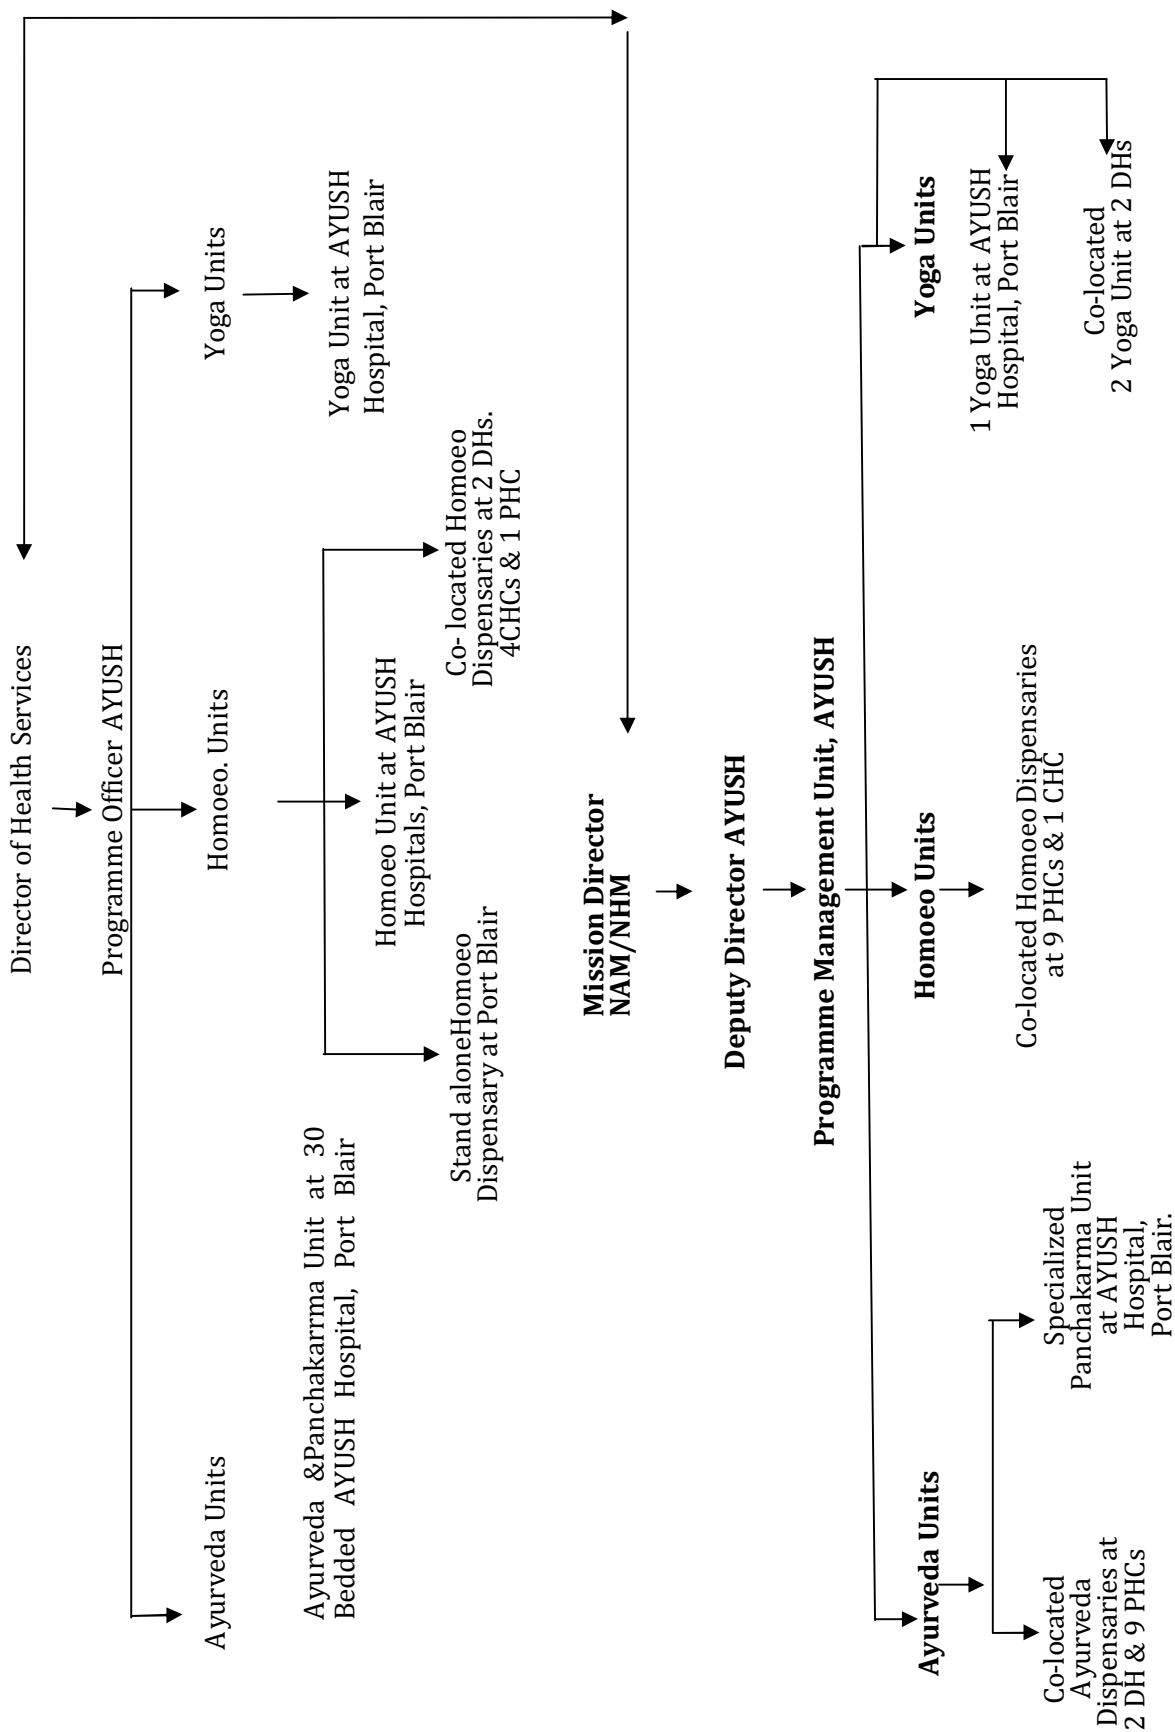 Director of Health Services
Programme Officer AYUSH
Ayurveda Units
Homoeo. Units
Yoga Units
Ayurveda &Panchakarrma Unit at 30
Bedded AYUSH Hospital, Port Blair
Yoga Unit at AYUSH
Hospital, Port Blair
Homoeo Unit at AYUSH
Hospitals, Port Blair
Stand aloneHomoeo
Dispensary at Port Blair
Co- located Homoeo
Dispensaries at 2 DHs.
4CHCs & 1 PHC
Mission Director
NAM/NHM
Deputy Director AYUSH
Programme Management Unit, AYUSH
Ayurveda Units
Homoeo Units
Yoga Units
Co-located
Ayurveda
Dispensaries at
2 DH & 9 PHCs
Specialized
Panchakarma Unit
at AYUSH
Hospital,
Port Blair.
Co-located Homoeo Dispensaries
at 9 PHCs & 1 CHC
1 Yoga Unit at AYUSH
Hospital, Port Blair
Co-located
2 Yoga Unit at 2 DHs